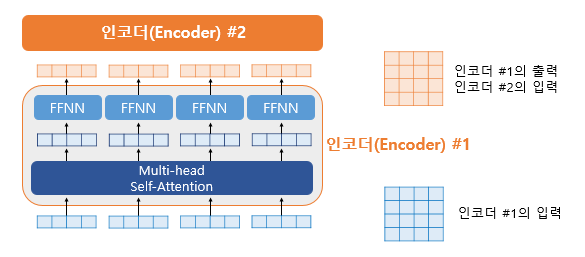 인코더(Encoder) #2
FFNN FFNN FFNN FFNN
Multi-head
Self-Attention
인코더(Encoder) #1
인코더 #1의 출력
인코더 #2의 입력
인코더 #1의 입력